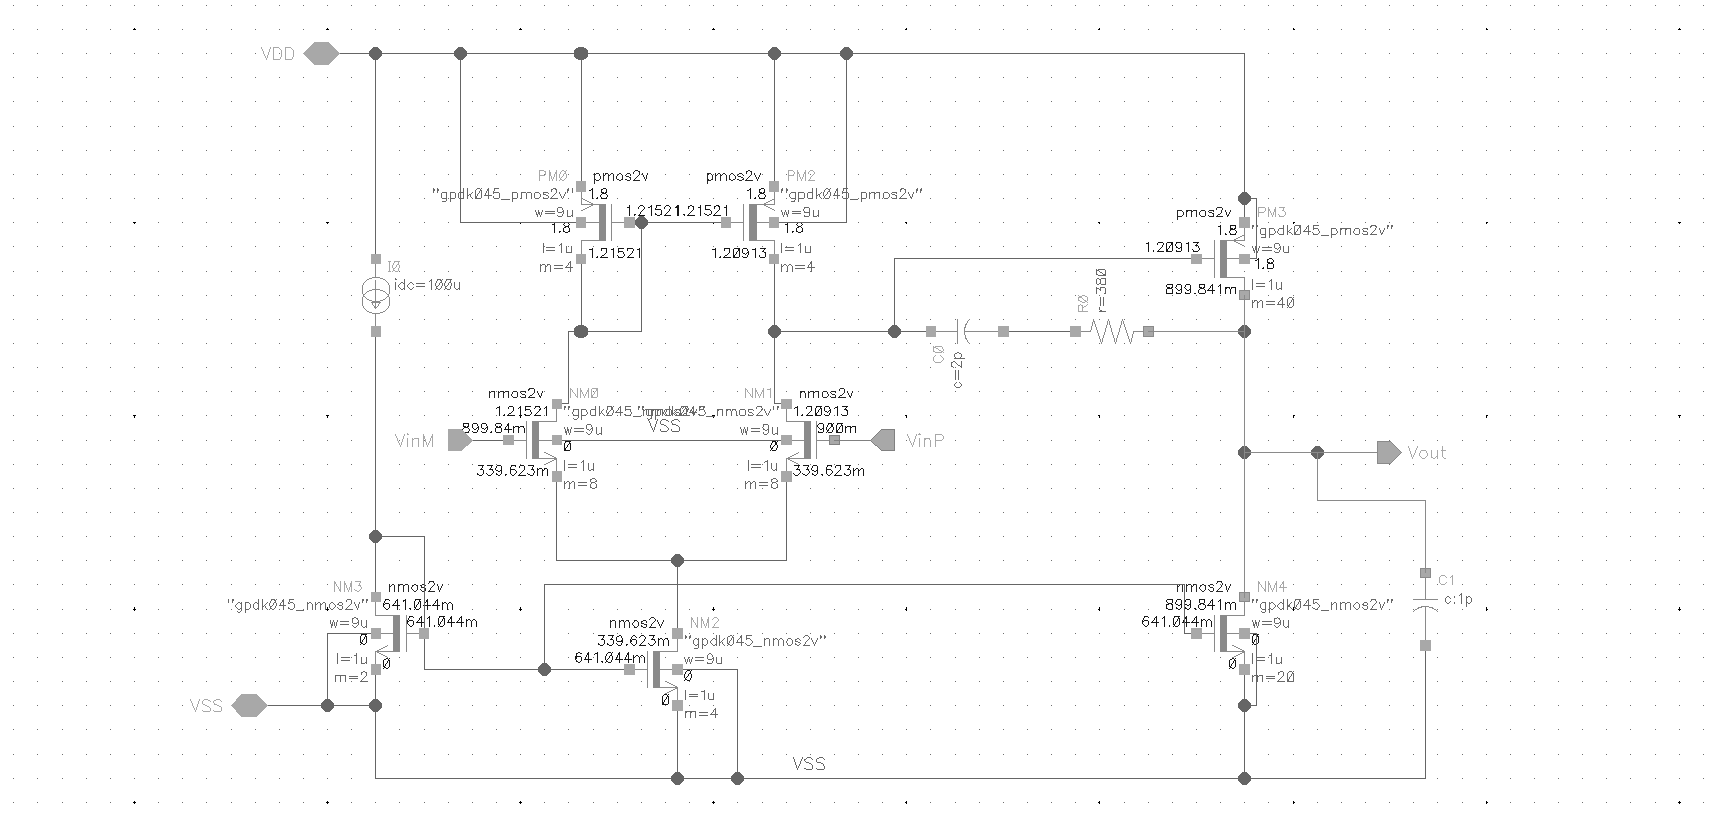 VDD
PM0
pmos2v
"gpdk045_pmos2v"
1.8
w=9u
1.8
1.21521
l=1u
1.21521
m=4
pmos2v
PM2
1.8
"gpdk045_pmos2v"
1.21521
w=9u
1.8
l=1u
1.20913
m=4
pmos2v
PM3
1.8
"gpdk045_pmos2v"
1.20913
w=9u
1.8
l=1u
899.841m
m=40
I0
idc=100u
R0
r=380
C0
c=2p
nmos2v
NM0
1.21521
"gpdk045_nmos2v"
VinM
899.84m
w=9u
0
l=1u
339.623m
m=8
VSS
NM1
nmos2v
"gpdk045_nmos2v"
1.20913
w=9u
900m
VinP
0
l=1u
339.623m
m=8
Vout
NM3
nmos2v
"gpdk045_nmos2v"
641.044m
w=9u
641.044m
0
l=1u
0
m=2
nmos2v
NM2
339.623m
"gpdk045_nmos2v"
641.044m
w=9u
0
l=1u
0
m=4
nmos2v
NM4
899.841m
"gpdk045_nmos2v"
641.044m
w=9u
0
l=1u
0
m=20
C1
c:1p
VSS
VSS